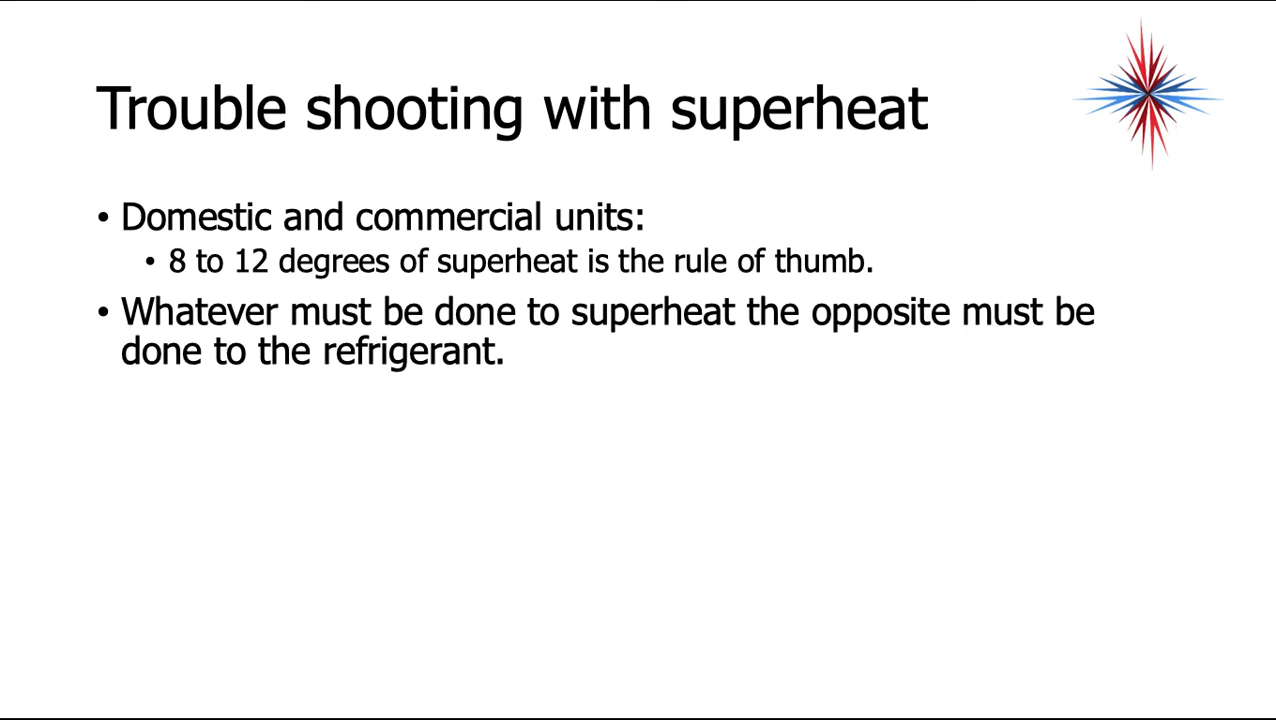 Trouble shooting with superheat
• Domestic and commercial units:
• 8 to 12 degrees of superheat is the rule of thumb.
• Whatever must be done to superheat the opposite must be
done to the refrigerant.